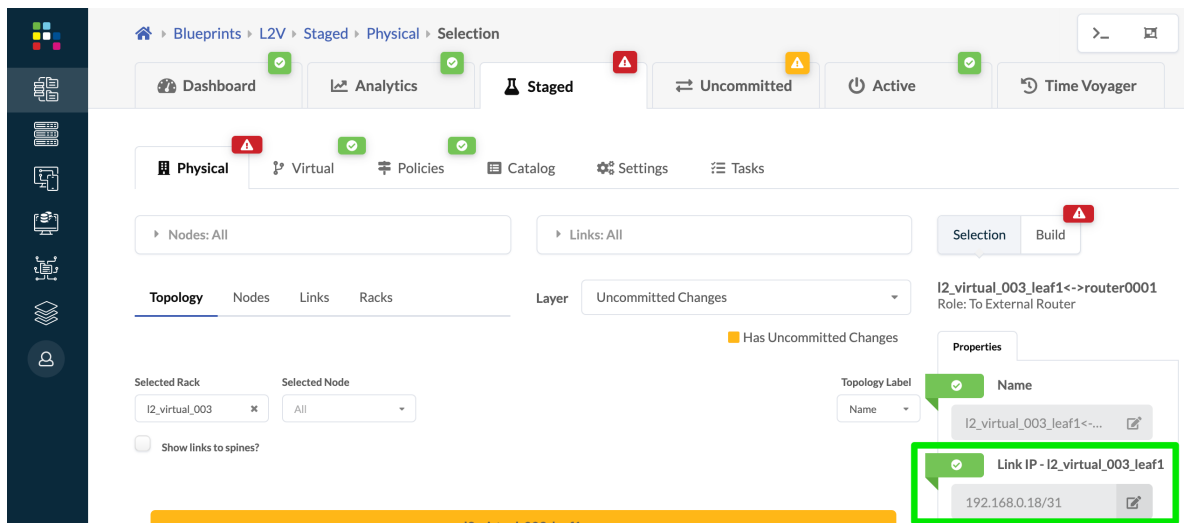 Blueprints L2V Staged Physical Selection
Dashboard Analytics Staged Uncommitted Active Time Voyager
Physical Virtual Policies Catalog Settings Tasks
Nodes: All Links: All Selection Build
Topology Nodes Links Racks Layer Uncommitted Changes
l2_virtual_003_leaf1<->router0001
Role: To External Router
Has Uncommitted Changes
Properties
Selected Rack Selected Node Topology Label
Name
l2_virtual_003 All Name
l2_virtual_003_leaf1<-...
Show links to spines?
Link IP - l2_virtual_003_leaf1
192.168.0.18/31